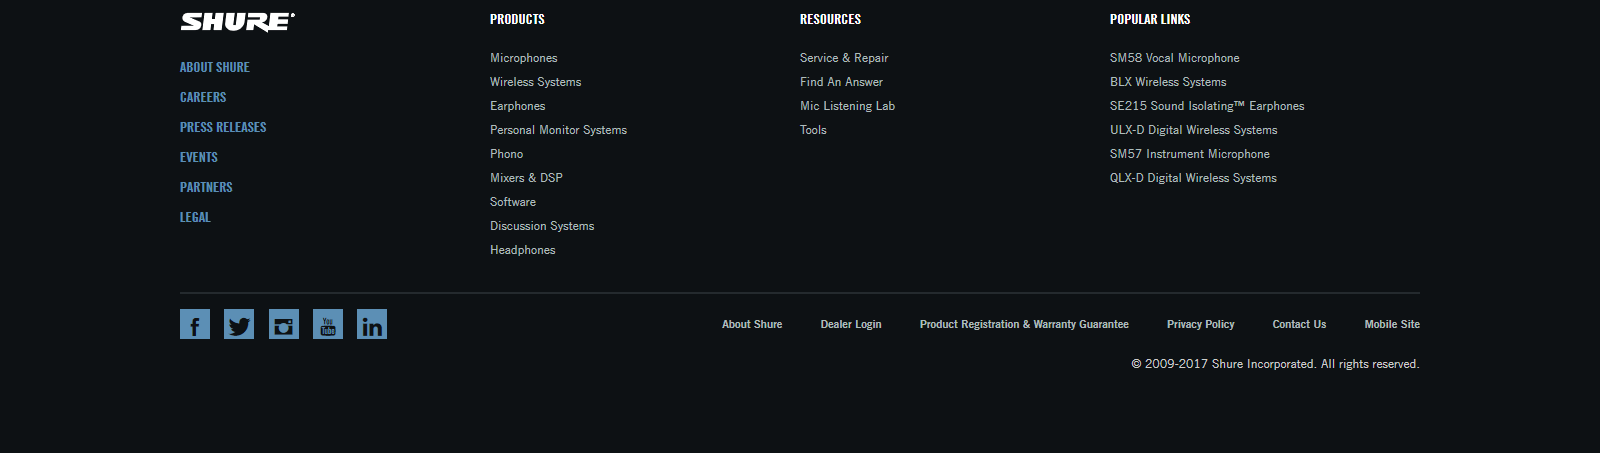 SHURE
ABOUT SHURE
CAREERS
PRESS RELEASES
EVENTS
PARTNERS
LEGAL
PRODUCTS
Microphones
Wireless Systems
Earphones
Personal Monitor Systems
Phono
Mixers & DSP
Software
Discussion Systems
Headphones
RESOURCES
Service & Repair
Find An Answer
Mic Listening Lab
Tools
POPULAR LINKS
SM58 Vocal Microphone
BLX Wireless Systems
SE215 Sound Isolating™ Earphones
ULX-D Digital Wireless Systems
SM57 Instrument Microphone
QLX-D Digital Wireless Systems
f
You
Tube
in
About Shure Dealer Login Product Registration & Warranty Guarantee Privacy Policy Contact Us Mobile Site
© 2009-2017 Shure Incorporated. All rights reserved.